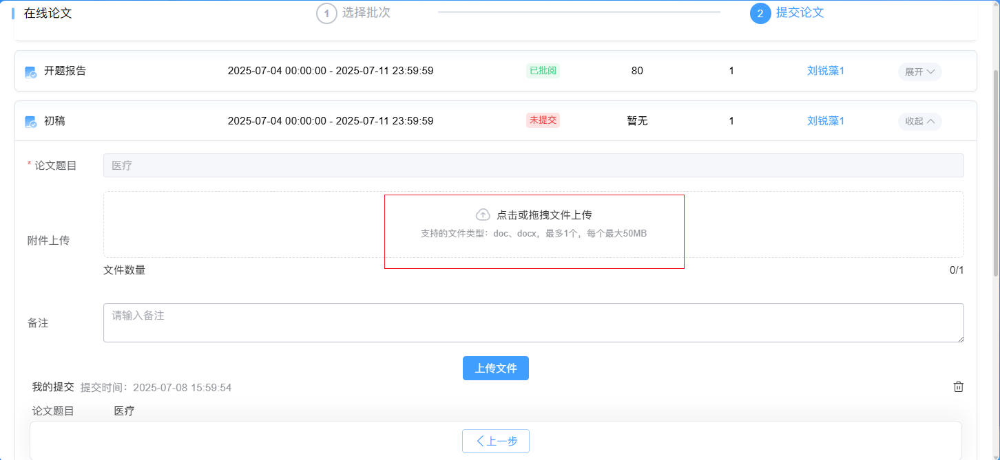 在线论文
1 选择批次
2 提交论文
开题报告 2025-07-04 00:00:00 - 2025-07-11 23:59:59 已批阅 80 1 刘锐藻1 展开
初稿 2025-07-04 00:00:00 - 2025-07-11 23:59:59 未提交 暂无 1 刘锐藻1 收起
* 论文题目 医疗
点击或拖拽文件上传
支持的文件类型：doc、docx，最多1个，每个最大50MB
附件上传
文件数量 0/1
备注 请输入备注
上传文件
我的提交 提交时间：2025-07-08 15:59:54
论文题目 医疗
上一步